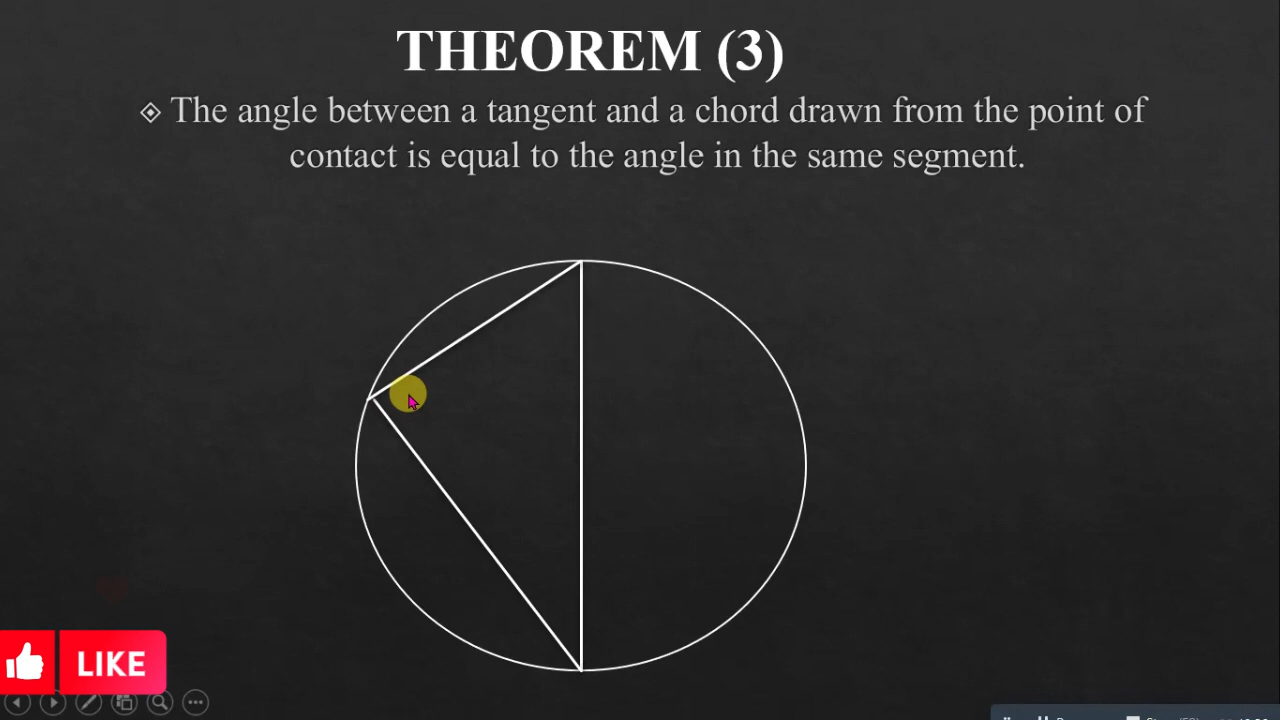 THEOREM (3)
The angle between a tangent and a chord drawn from the point of
contact is equal to the angle in the same segment.
LIKE